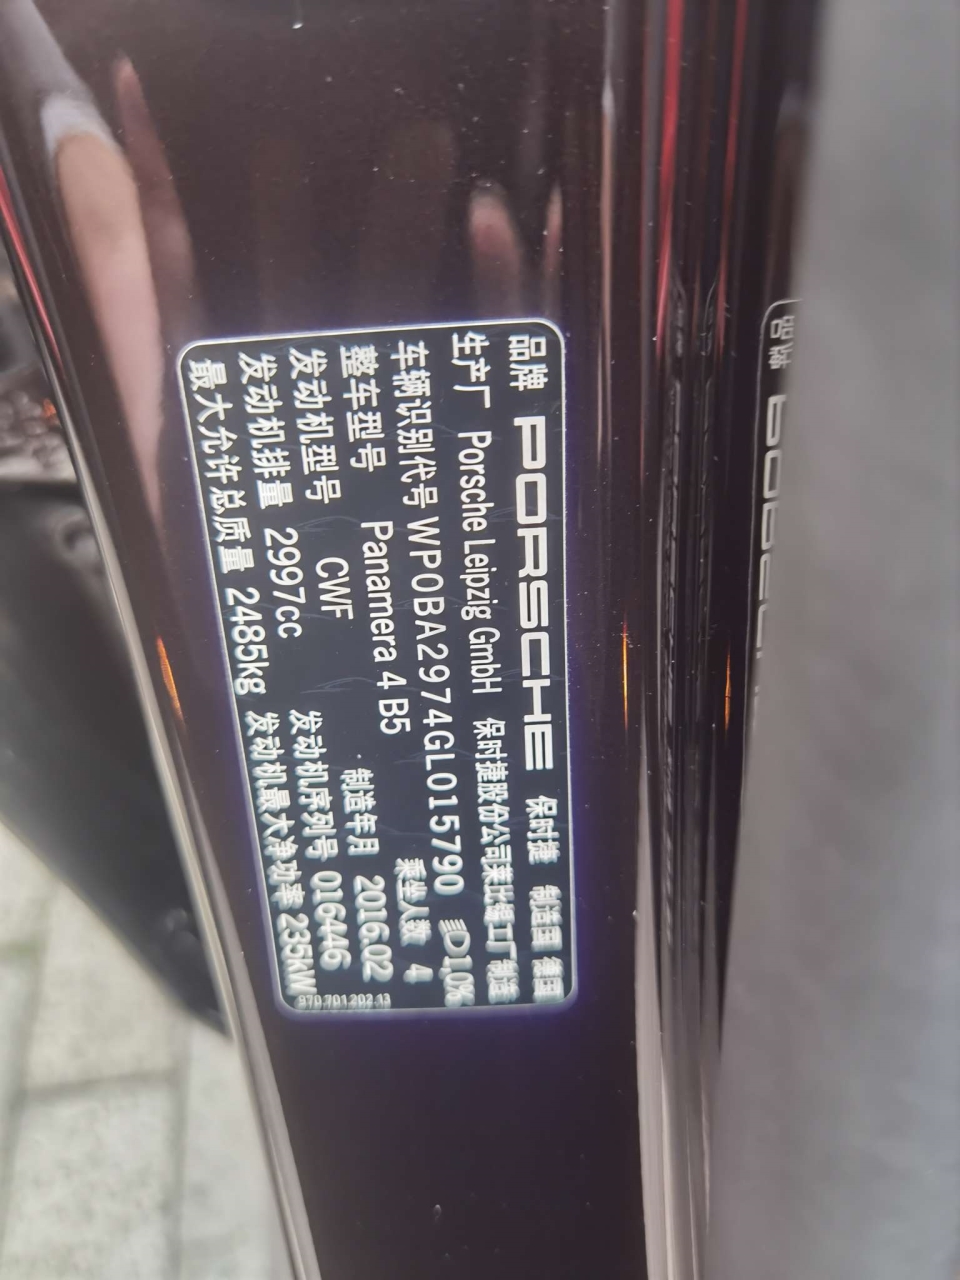 品牌 PORSCHE 保时捷 制造国 德国
生产厂 Porsche Leipzig GmbH 保时捷股份公司莱比锡工厂制造
车辆识别代号 WP0BA2974GL015790 1,0%
整车型号 Panamera 4 B5 乘坐人数 4
发动机型号 CWF 制造年月 2016.02
发动机排量 2997cc 发动机序列号 016446
最大允许总质量 2485kg 发动机最大净功率 235kW
970.701.202.13